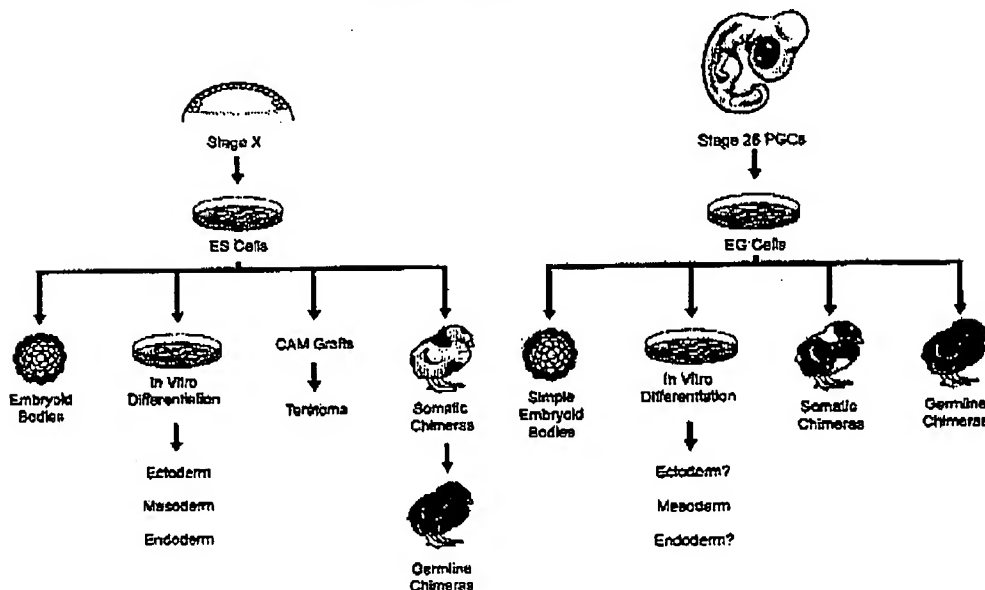 Stage X
ES Cells
Embryoid
Bodies
In Vitro
Differentiation
Ectoderm
Mesoderm
Endoderm
CAM Grafts
Teratoma
Somatic
Chimeras
Germline
Chimeras
Stage 26 PGCs
EG Cells
Simple
Embryoid
Bodies
In Vitro
Differentiation
Ectoderm?
Mesoderm
Endoderm?
Somatic
Chimeras
Germline
Chimeras